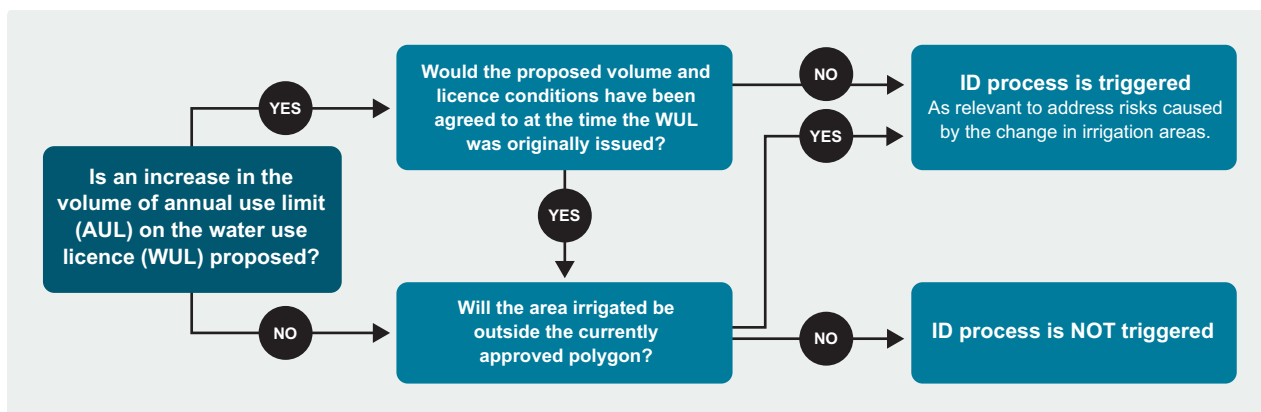 Is an increase in the
volume of annual use limit
(AUL) on the water use
licence (WUL) proposed?
YES
NO
Would the proposed volume and
licence conditions have been
agreed to at the time the WUL
was originally issued?
NO
YES
Will the area irrigated be
outside the currently
approved polygon?
YES
NO
ID process is triggered
As relevant to address risks caused
by the change in irrigation areas.
ID process is NOT triggered